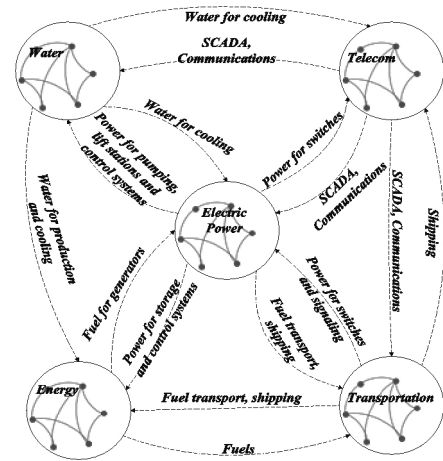 Water for cooling
Water
SCADA,
Communications
Telecom
Water for cooling
Power for pumping,
lift stations and
control systems
Power for switches
SCADA,
Communications
Water for production
and cooling
Electric
Power
SCADA, Communications
Shipping
Fuel for generators
Power for storage
and control systems
Power for switches
and signaling
Fuel transport,
shipping
Energy
Fuel transport, shipping
Transportation
Fuels